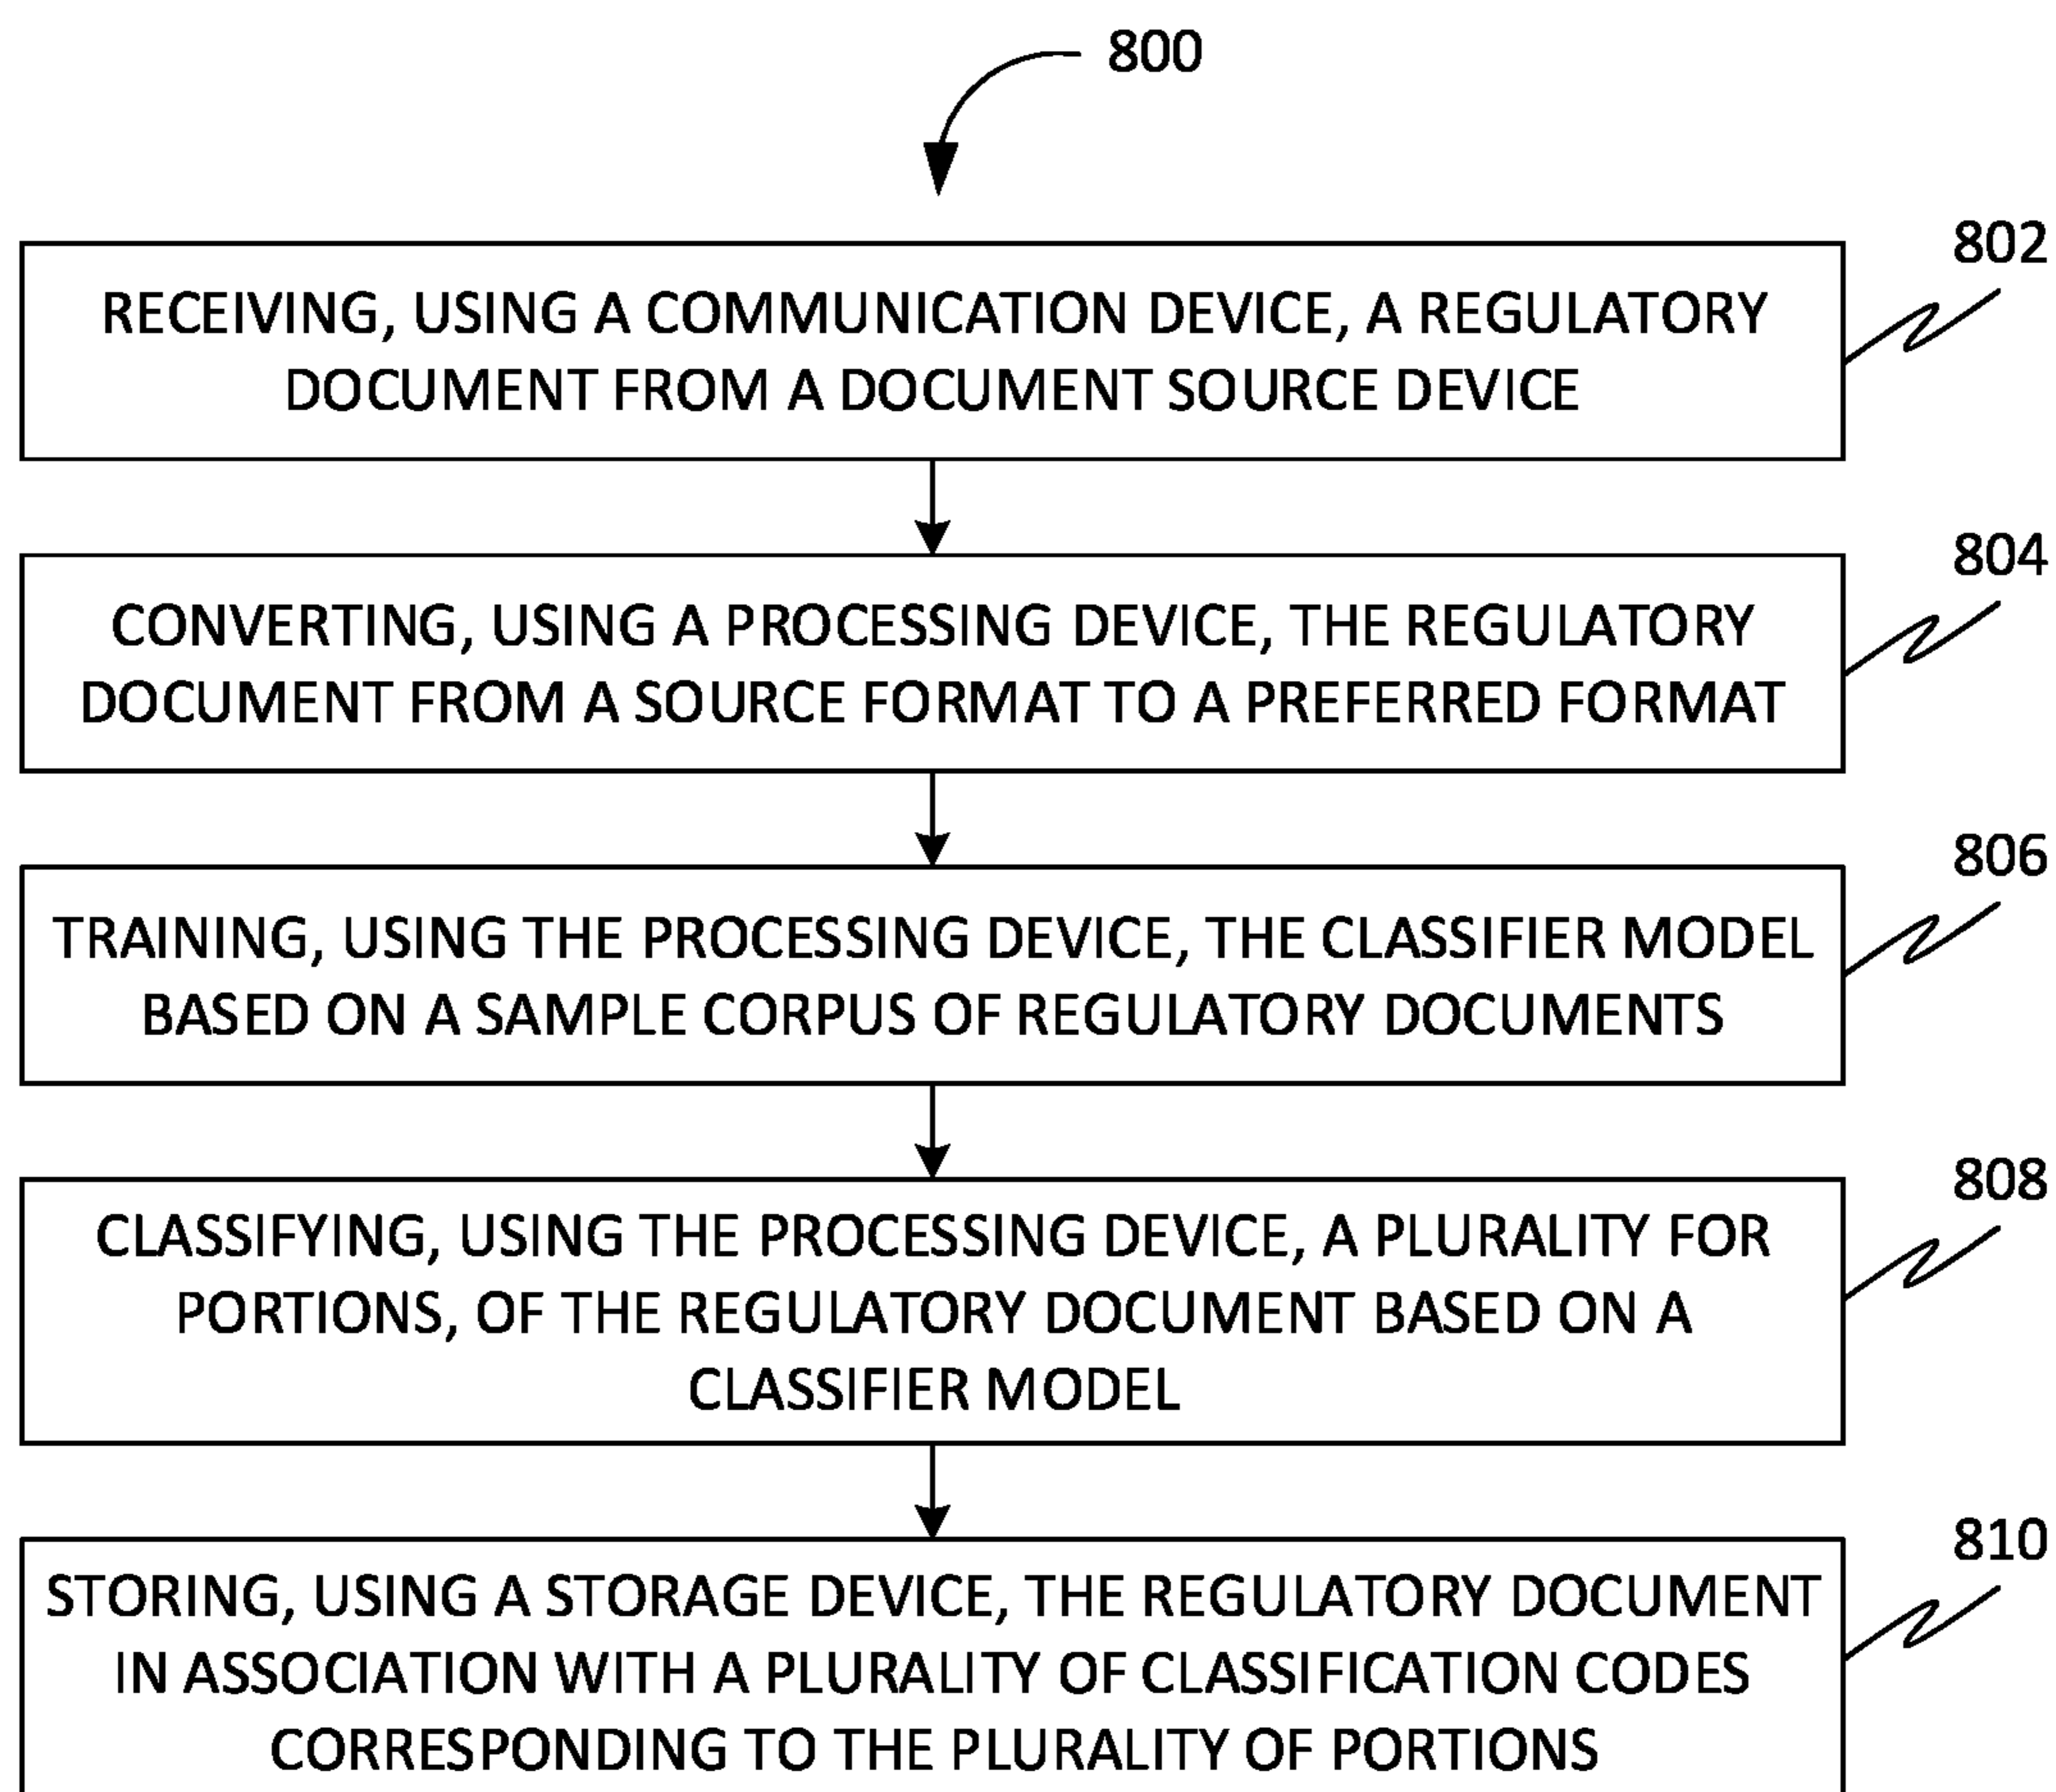 800
802
RECEIVING, USING A COMMUNICATION DEVICE, A REGULATORY
DOCUMENT FROM A DOCUMENT SOURCE DEVICE
804
CONVERTING, USING A PROCESSING DEVICE, THE REGULATORY
DOCUMENT FROM A SOURCE FORMAT TO A PREFERRED FORMAT
806
TRAINING, USING THE PROCESSING DEVICE, THE CLASSIFIER MODEL
BASED ON A SAMPLE CORPUS OF REGULATORY DOCUMENTS
808
CLASSIFYING, USING THE PROCESSING DEVICE, A PLURALITY FOR
PORTIONS, OF THE REGULATORY DOCUMENT BASED ON A
CLASSIFIER MODEL
810
STORING, USING A STORAGE DEVICE, THE REGULATORY DOCUMENT
IN ASSOCIATION WITH A PLURALITY OF CLASSIFICATION CODES
CORRESPONDING TO THE PLURALITY OF PORTIONS